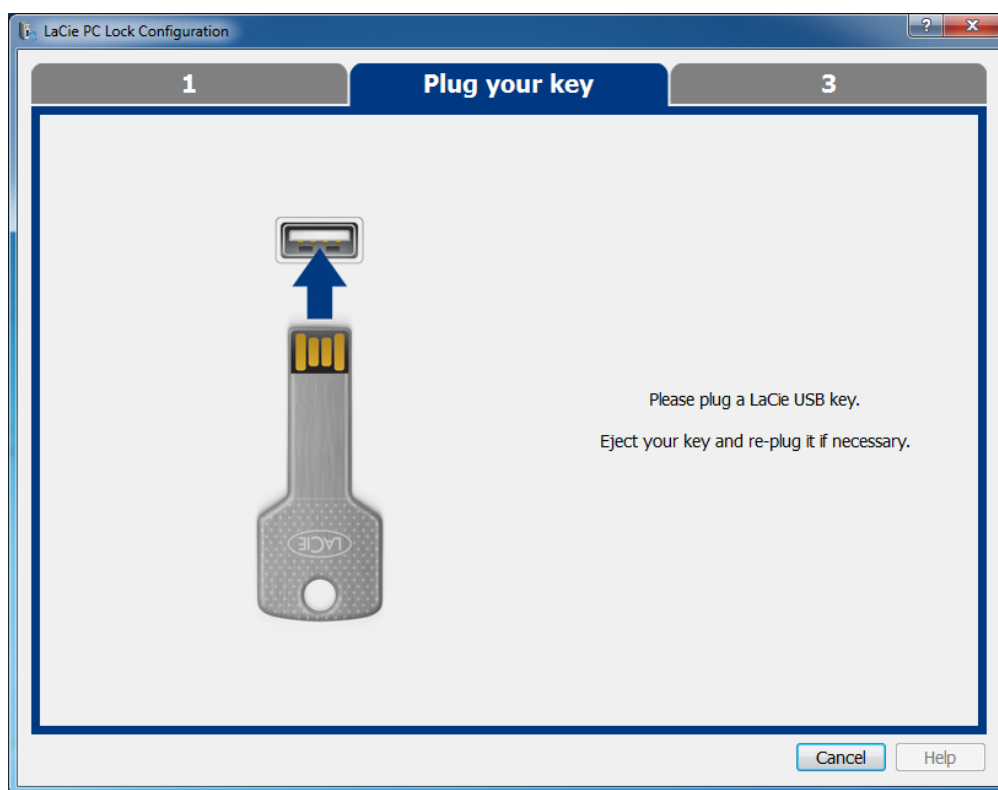 LaCie PC Lock Configuration
1
Plug your key
3
LACIE
Please plug a LaCie USB key.
Eject your key and re-plug it if necessary.
Cancel
Help